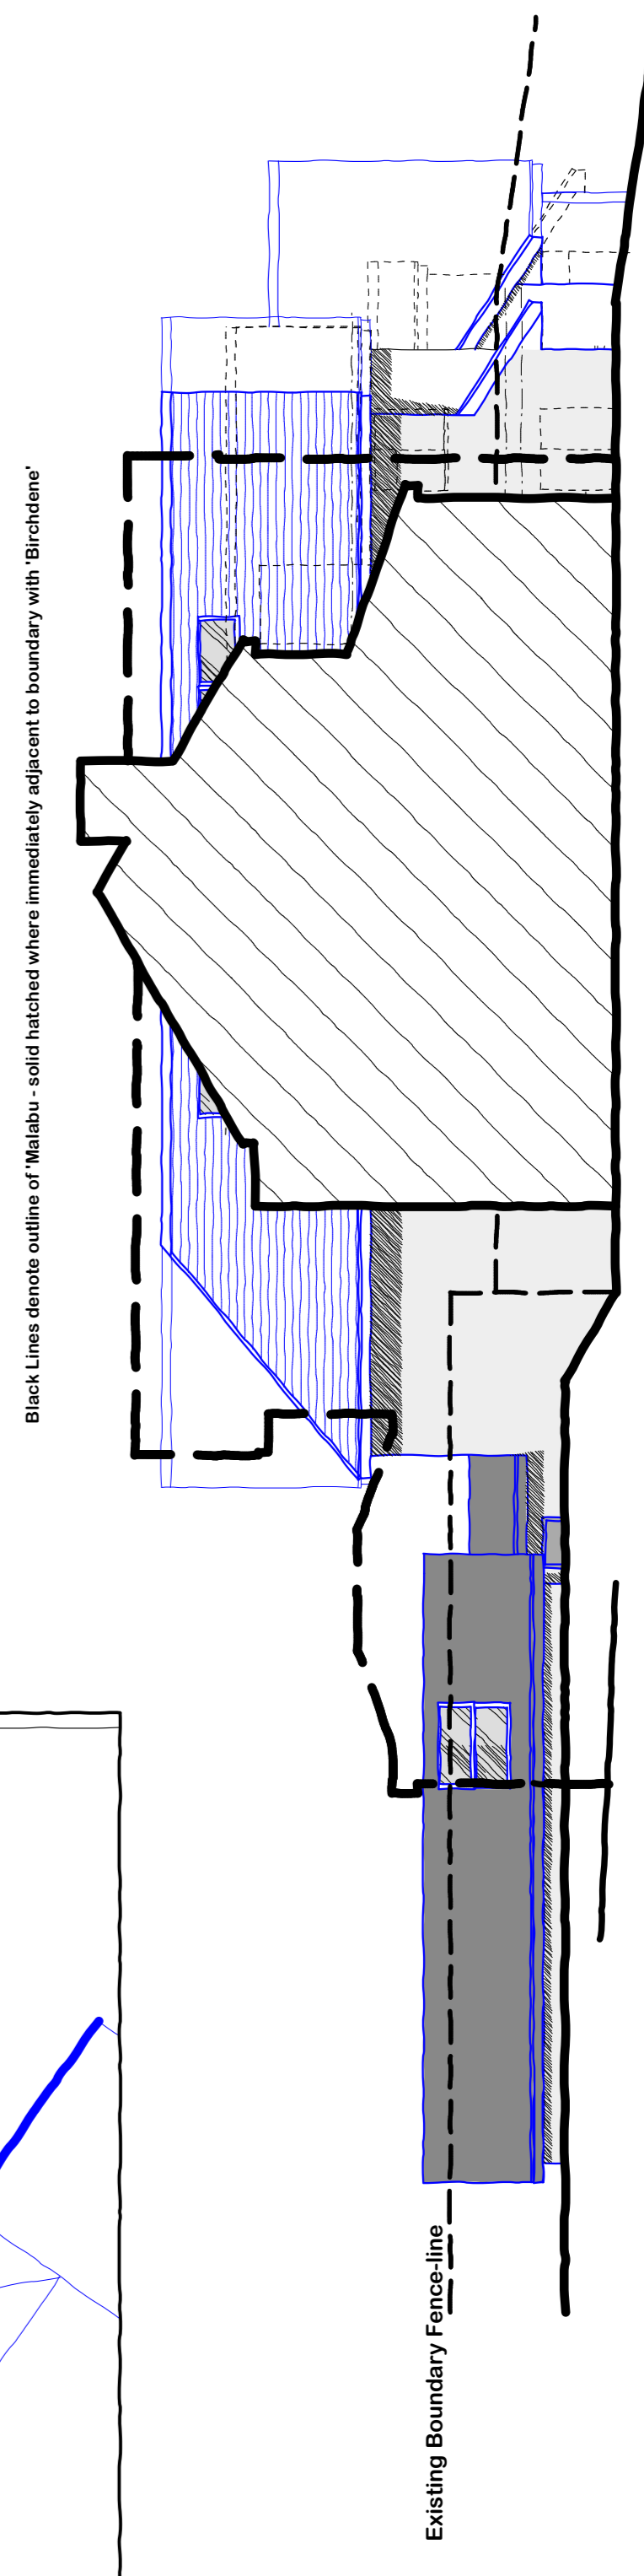 Black Lines denote outline of 'Malabu - solid hatched where immediately adjacent to boundary with 'Birchdene'
Existing Boundary Fence-line